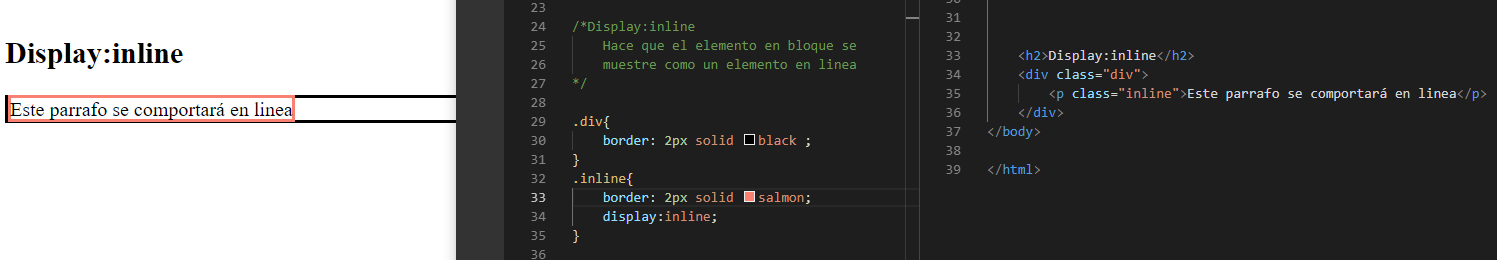 Display:inline
Este parrafo se comportará en linea
23
24 /*Display:inline
25 Hace que el elemento en bloque se
26 muestre como un elemento en linea
27 */
28
29 .div{
30 border: 2px solid black ;
31 }
32 .inline{
33 border: 2px solid salmon;
34 display:inline;
35 }
36
30
31
32
33 <h2>Display:inline</h2>
34 <div class="div">
35 <p class="inline">Este parrafo se comportará en linea</p>
36 </div>
37 </body>
38
39 </html>